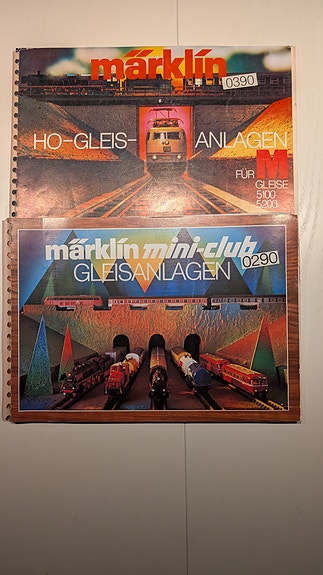 märklin
0390
HO-GLEIS-ANLAGEN
FÜR M
GLEISE
5100
5200
märklin mini-club
GLEISANLAGEN
0290